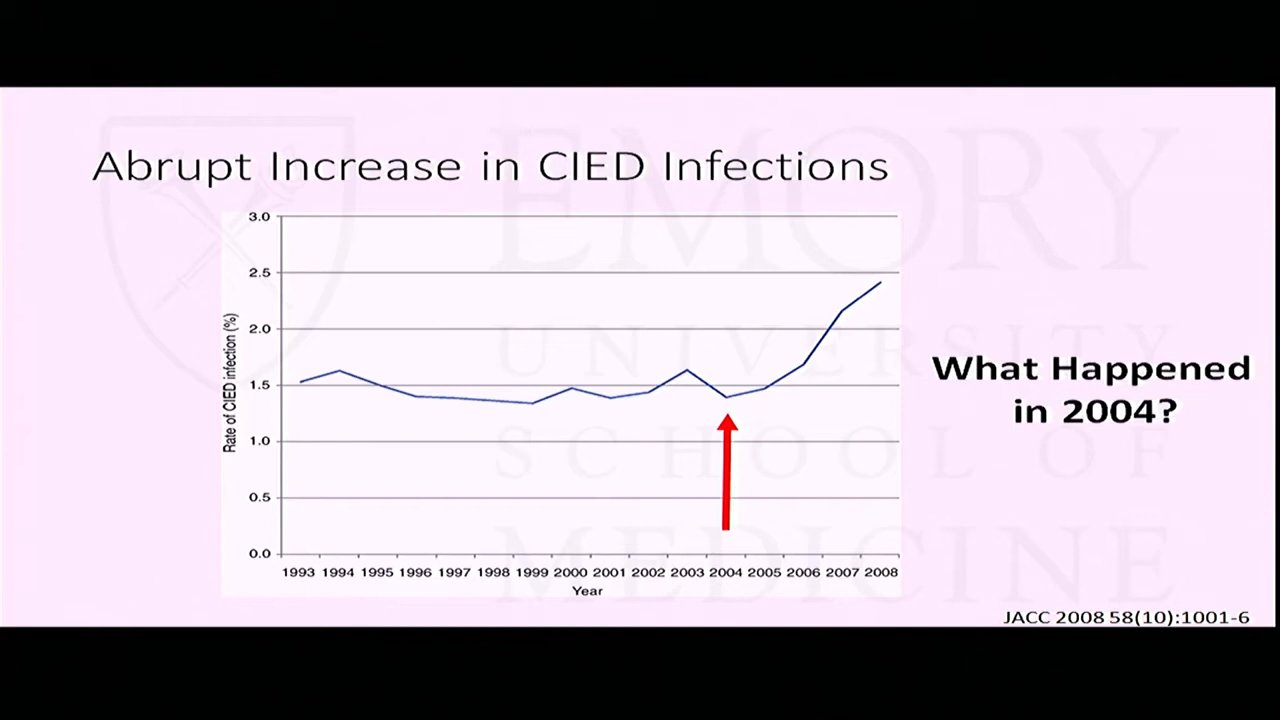 EMORY
UNIVERSITY
SCHOOL OF
MEDICINE
Abrupt Increase in CIED Infections
3.0
2.5
2.0
1.5
1.0
0.5
0.0
Rate of CIED infection (%)
1993 1994 1995 1996 1997 1998 1999 2000 2001 2002 2003 2004 2005 2006 2007 2008
Year
What Happened
in 2004?
JACC 2008 58(10):1001-6